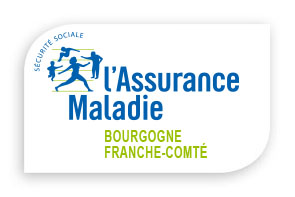 SÉCURITÉ SOCIALE
l'Assurance
Maladie
BOURGOGNE
FRANCHE-COMTÉ